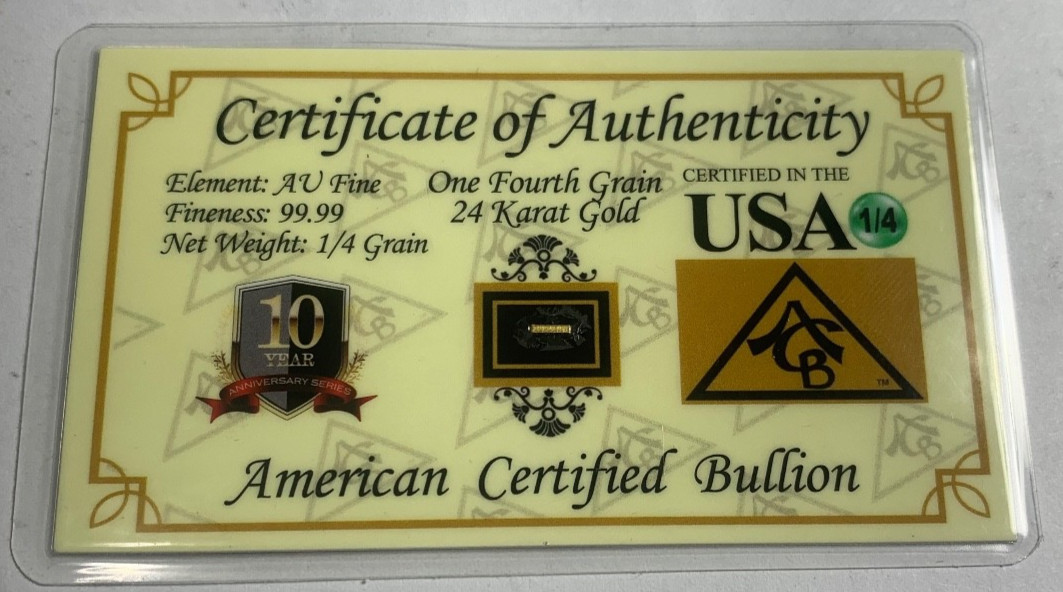 Certificate of Authenticity
Element: AU Fine
Fineness: 99.99
Net Weight: 1/4 Grain
One Fourth Grain
24 Karat Gold
CERTIFIED IN THE
USA
1/4
10
YEAR
ANNIVERSARY SERIES
ACB
TM
American Certified Bullion